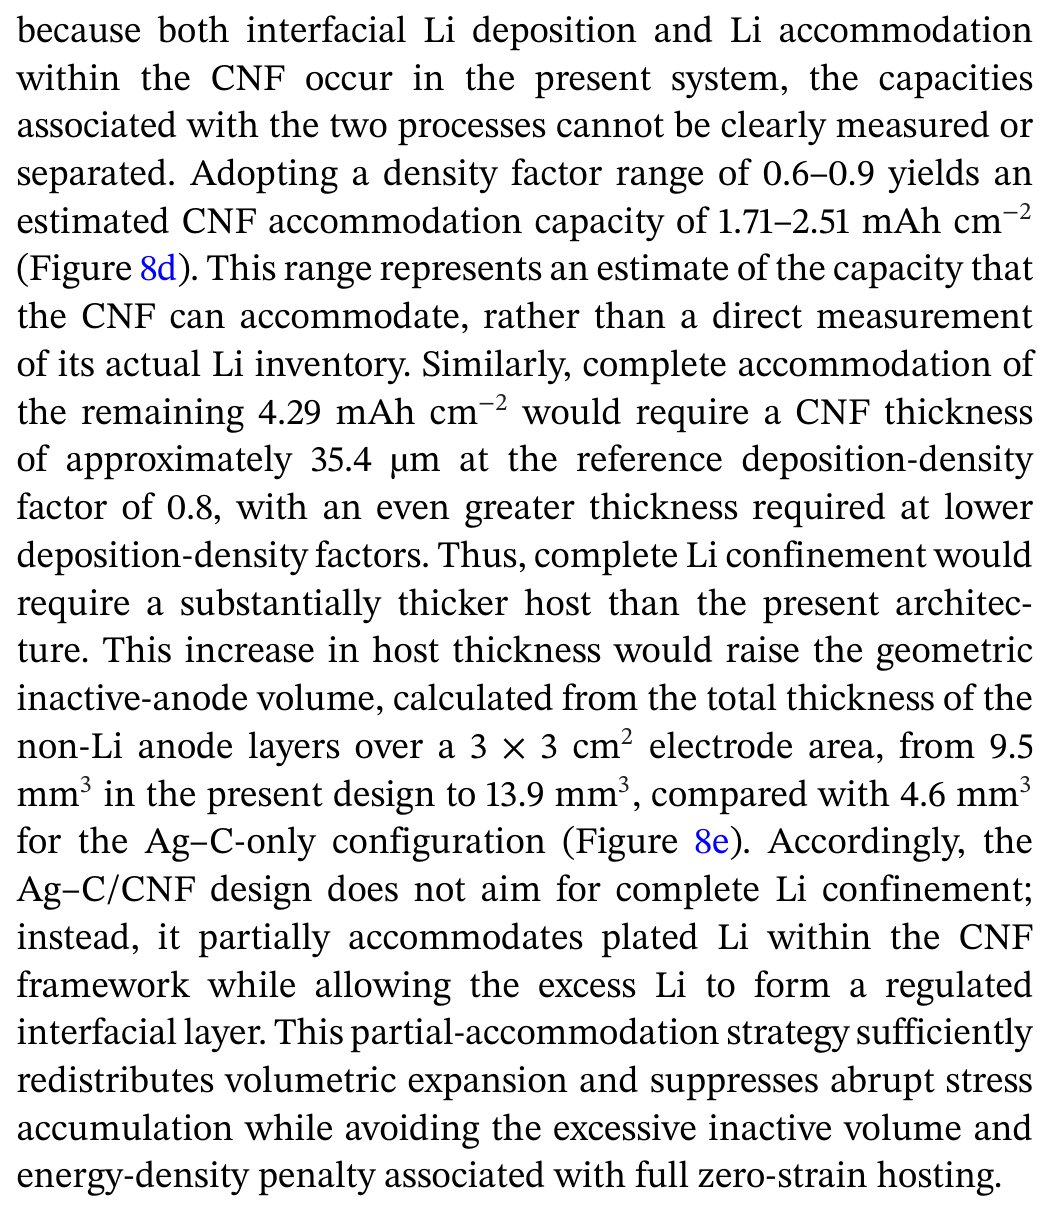 because both interfacial Li deposition and Li accommodation
within the CNF occur in the present system, the capacities
associated with the two processes cannot be clearly measured or
separated. Adopting a density factor range of 0.6–0.9 yields an
estimated CNF accommodation capacity of 1.71–2.51 mAh cm⁻²
(Figure 8d). This range represents an estimate of the capacity that
the CNF can accommodate, rather than a direct measurement
of its actual Li inventory. Similarly, complete accommodation of
the remaining 4.29 mAh cm⁻² would require a CNF thickness
of approximately 35.4 μm at the reference deposition-density
factor of 0.8, with an even greater thickness required at lower
deposition-density factors. Thus, complete Li confinement would
require a substantially thicker host than the present architec-
ture. This increase in host thickness would raise the geometric
inactive-anode volume, calculated from the total thickness of the
non-Li anode layers over a 3 × 3 cm² electrode area, from 9.5
mm³ in the present design to 13.9 mm³, compared with 4.6 mm³
for the Ag–C-only configuration (Figure 8e). Accordingly, the
Ag–C/CNF design does not aim for complete Li confinement;
instead, it partially accommodates plated Li within the CNF
framework while allowing the excess Li to form a regulated
interfacial layer. This partial-accommodation strategy sufficiently
redistributes volumetric expansion and suppresses abrupt stress
accumulation while avoiding the excessive inactive volume and
energy-density penalty associated with full zero-strain hosting.